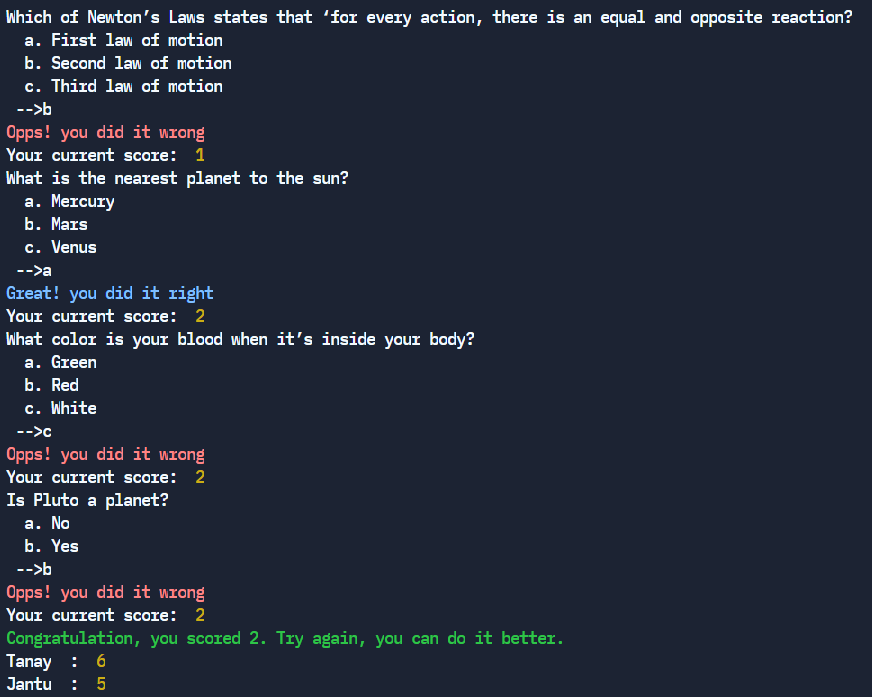 Which of Newton’s Laws states that ‘for every action, there is an equal and opposite reaction?
a. First law of motion
b. Second law of motion
c. Third law of motion
-->b
Opps! you did it wrong
Your current score:  1
What is the nearest planet to the sun?
a. Mercury
b. Mars
c. Venus
-->a
Great! you did it right
Your current score:  2
What color is your blood when it’s inside your body?
a. Green
b. Red
c. White
-->c
Opps! you did it wrong
Your current score:  2
Is Pluto a planet?
a. No
b. Yes
-->b
Opps! you did it wrong
Your current score:  2
Congratulation, you scored 2. Try again, you can do it better.
Tanay  :  6
Jantu  :  5